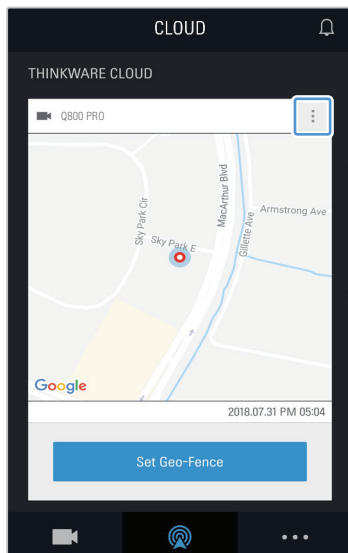 CLOUD
THINKWARE CLOUD
Q800 PRO
MacArthur Blvd
Sky Park Cir
Armstrong Ave
Gillette Ave
Sky Park E
Google
2018.07.31 PM 05:04
Set Geo-Fence